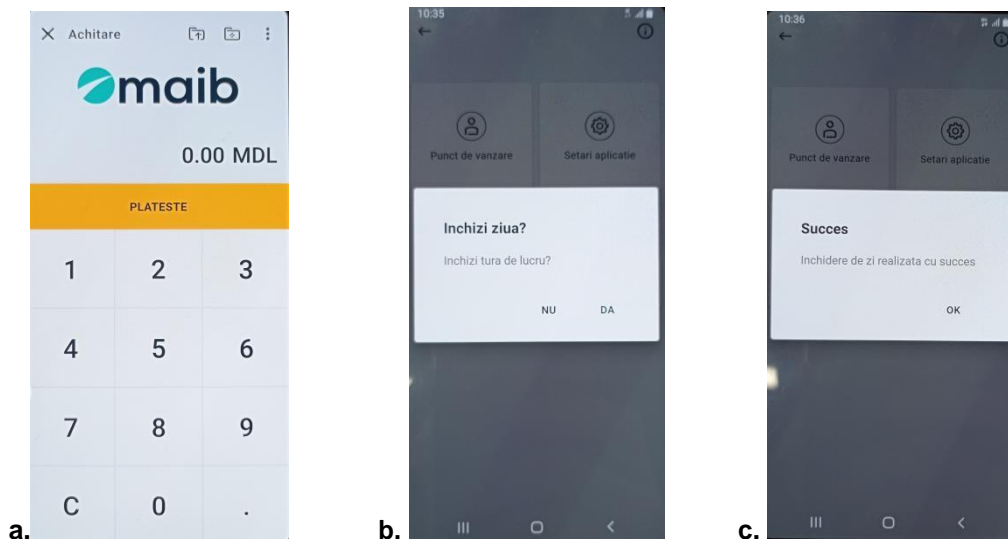 Achitare
maib
0.00 MDL
PLATESTE
1 2 3
4 5 6
7 8 9
C 0 .
a.
10:35
Punct de vanzare Setari aplicatie
Inchizi ziua?
Inchizi tura de lucru?
NU DA
b.
10:36
Punct de vanzare Setari aplicatie
Succes
Inchidere de zi realizata cu succes
OK
c.